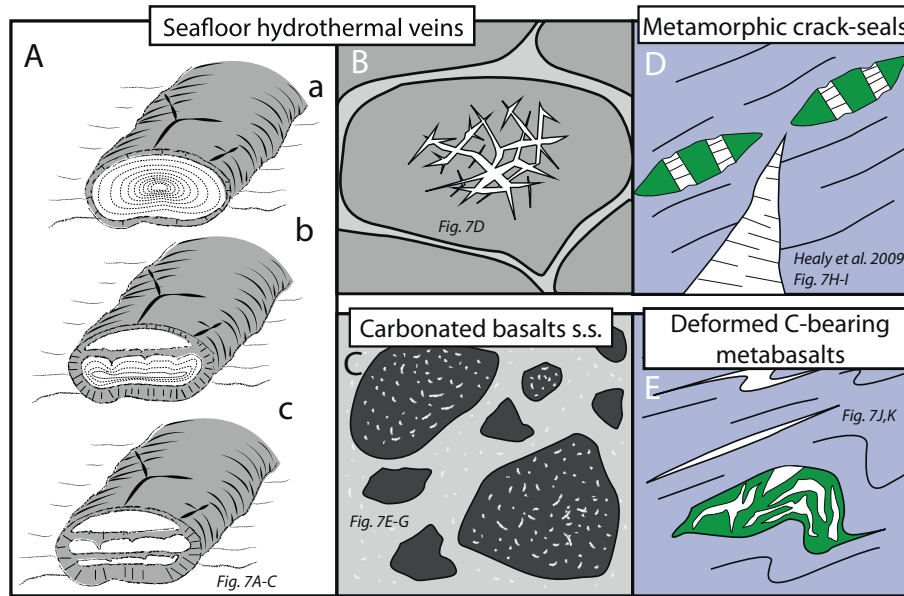 Seafloor hydrothermal veins
Metamorphic crack-seals
A
a
b
c
Fig. 7A-C
B
Fig. 7D
D
Healy et al. 2009
Fig. 7H-I
Carbonated basalts s.s.
C
Fig. 7E-G
Deformed C-bearing
metabasalts
E
Fig. 7J,K